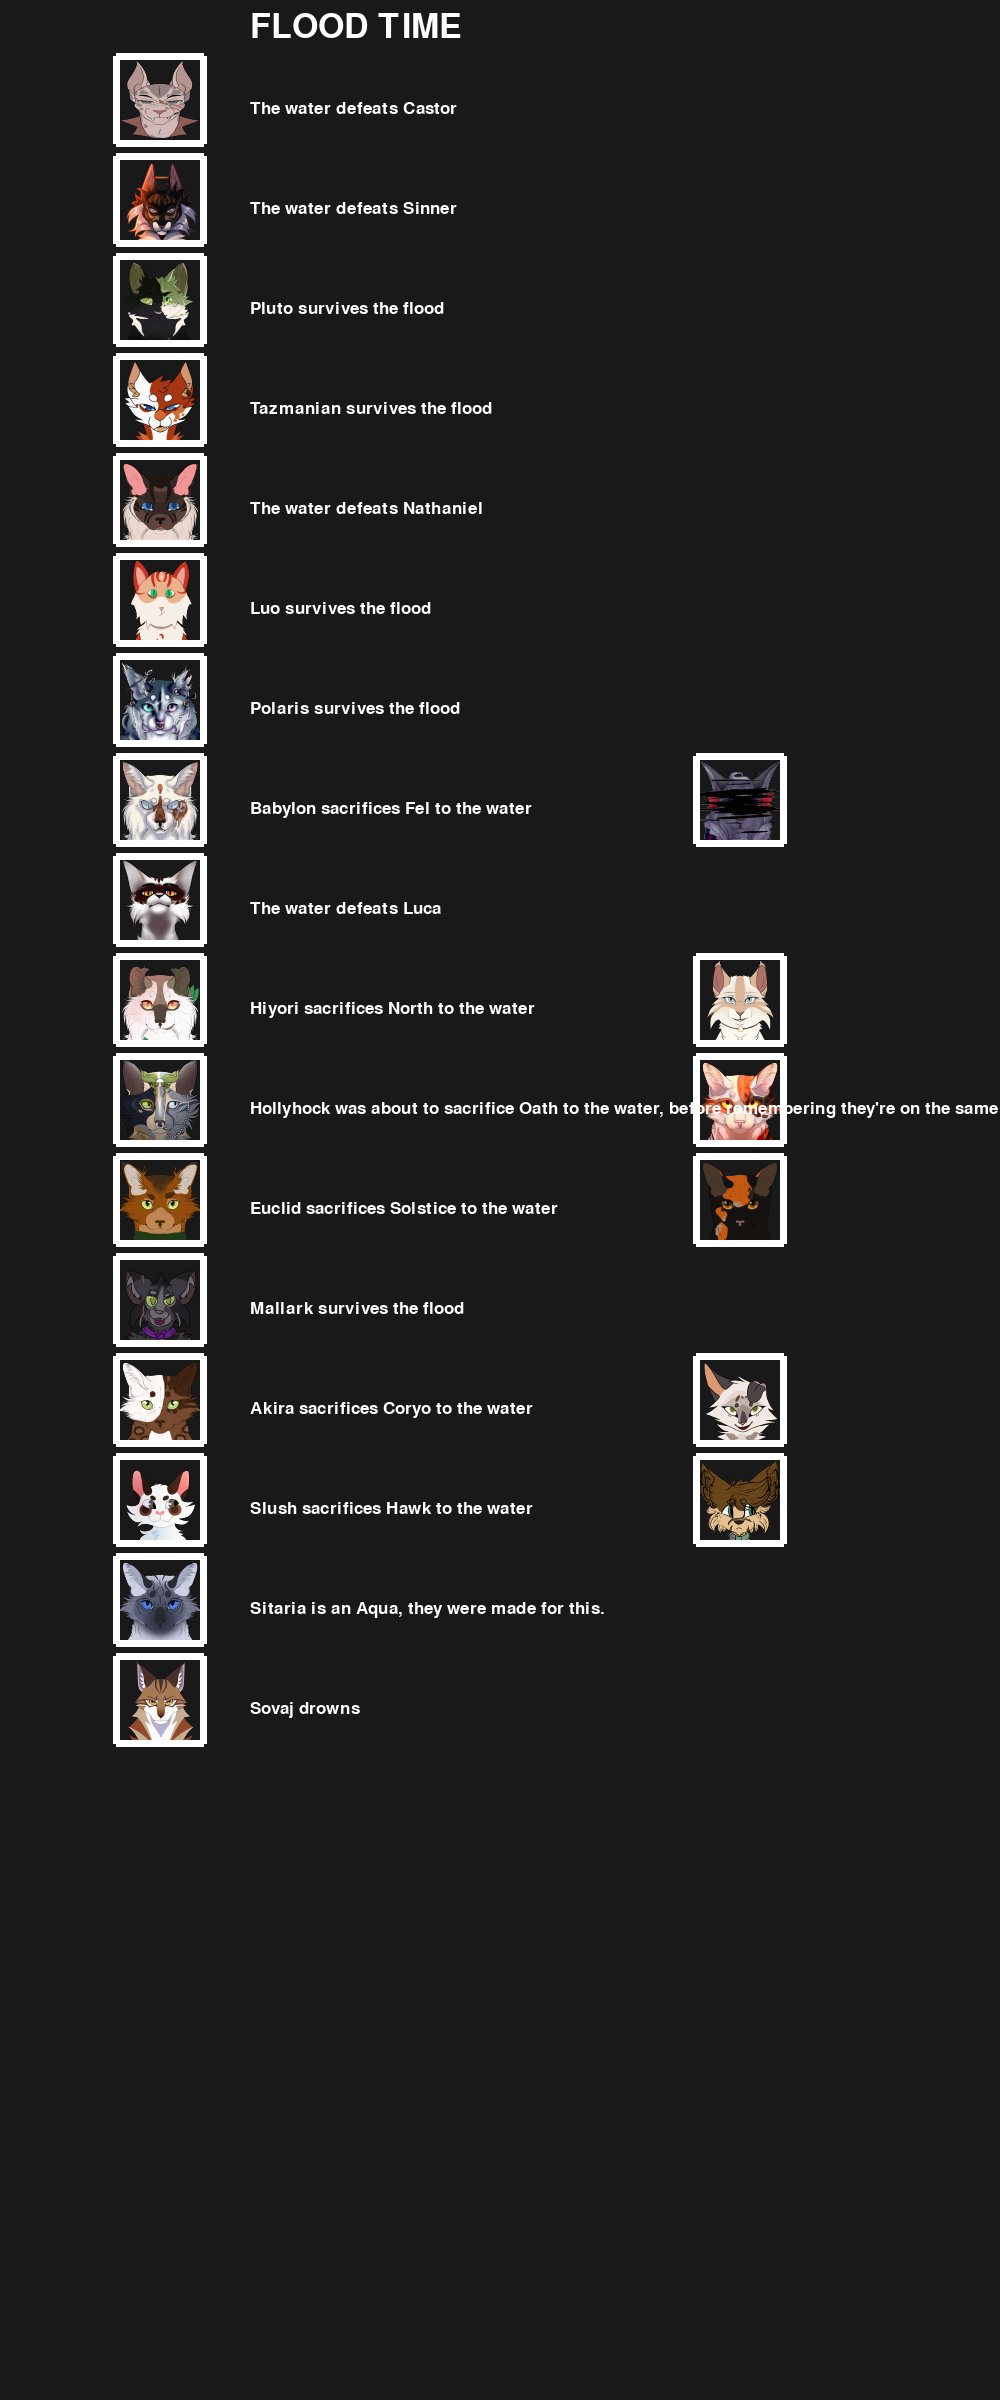 FLOOD TIME
The water defeats Castor
The water defeats Sinner
Pluto survives the flood
Tazmanian survives the flood
The water defeats Nathaniel
Luo survives the flood
Polaris survives the flood
Babylon sacrifices Fel to the water
The water defeats Luca
Hiyori sacrifices North to the water
Hollyhock was about to sacrifice Oath to the water, before remembering they're on the same
Euclid sacrifices Solstice to the water
Mallark survives the flood
Akira sacrifices Coryo to the water
Slush sacrifices Hawk to the water
Sitaria is an Aqua, they were made for this.
Sovaj drowns